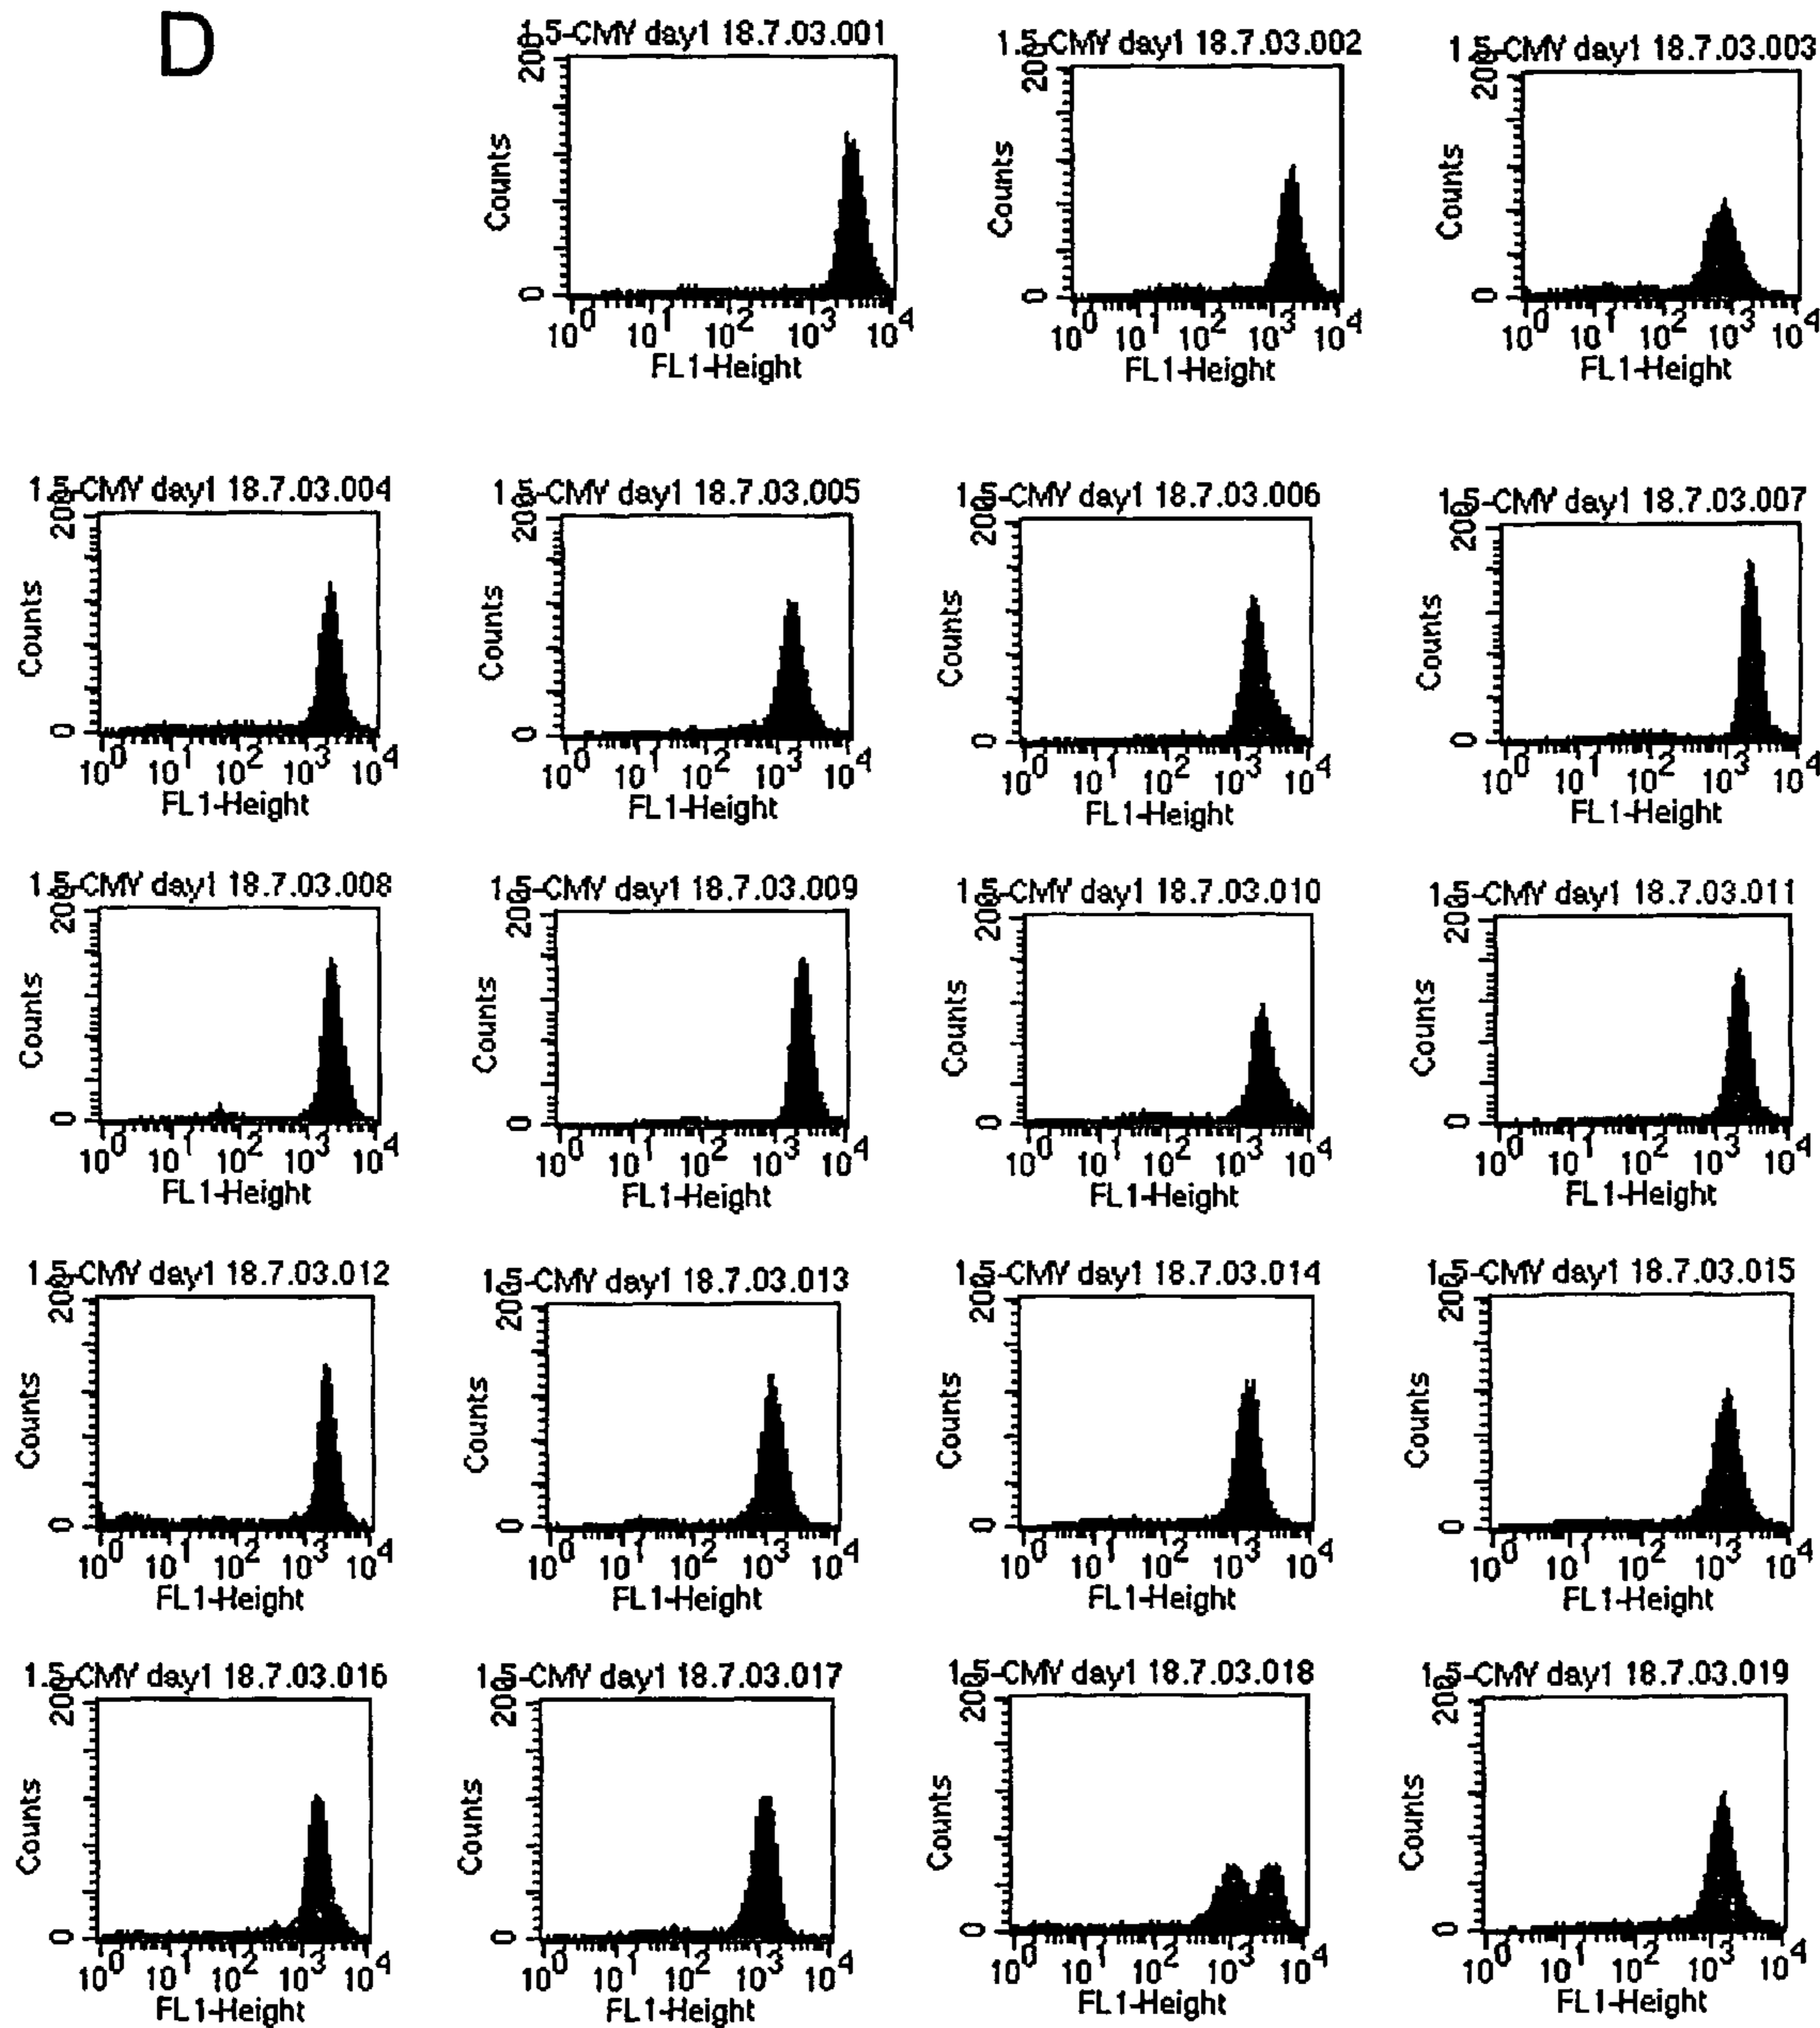 D
1.5-CMV day1 18.7.03.001
200
Counts
0
10^0 10^1 10^2 10^3 10^4
FL1-Height
1.5-CMV day1 18.7.03.002
200
Counts
0
10^0 10^1 10^2 10^3 10^4
FL1-Height
1.5-CMV day1 18.7.03.003
200
Counts
0
10^0 10^1 10^2 10^3 10^4
FL1-Height
1.5-CMV day1 18.7.03.004
200
Counts
0
10^0 10^1 10^2 10^3 10^4
FL1-Height
1.5-CMV day1 18.7.03.005
200
Counts
0
10^0 10^1 10^2 10^3 10^4
FL1-Height
1.5-CMV day1 18.7.03.006
200
Counts
0
10^0 10^1 10^2 10^3 10^4
FL1-Height
1.5-CMV day1 18.7.03.007
200
Counts
0
10^0 10^1 10^2 10^3 10^4
FL1-Height
1.5-CMV day1 18.7.03.008
200
Counts
0
10^0 10^1 10^2 10^3 10^4
FL1-Height
1.5-CMV day1 18.7.03.009
200
Counts
0
10^0 10^1 10^2 10^3 10^4
FL1-Height
1.5-CMV day1 18.7.03.010
200
Counts
0
10^0 10^1 10^2 10^3 10^4
FL1-Height
1.5-CMV day1 18.7.03.011
200
Counts
0
10^0 10^1 10^2 10^3 10^4
FL1-Height
1.5-CMV day1 18.7.03.012
200
Counts
0
10^0 10^1 10^2 10^3 10^4
FL1-Height
1.5-CMV day1 18.7.03.013
200
Counts
0
10^0 10^1 10^2 10^3 10^4
FL1-Height
1.5-CMV day1 18.7.03.014
200
Counts
0
10^0 10^1 10^2 10^3 10^4
FL1-Height
1.5-CMV day1 18.7.03.015
200
Counts
0
10^0 10^1 10^2 10^3 10^4
FL1-Height
1.5-CMV day1 18.7.03.016
200
Counts
0
10^0 10^1 10^2 10^3 10^4
FL1-Height
1.5-CMV day1 18.7.03.017
200
Counts
0
10^0 10^1 10^2 10^3 10^4
FL1-Height
1.5-CMV day1 18.7.03.018
200
Counts
0
10^0 10^1 10^2 10^3 10^4
FL1-Height
1.5-CMV day1 18.7.03.019
200
Counts
0
10^0 10^1 10^2 10^3 10^4
FL1-Height